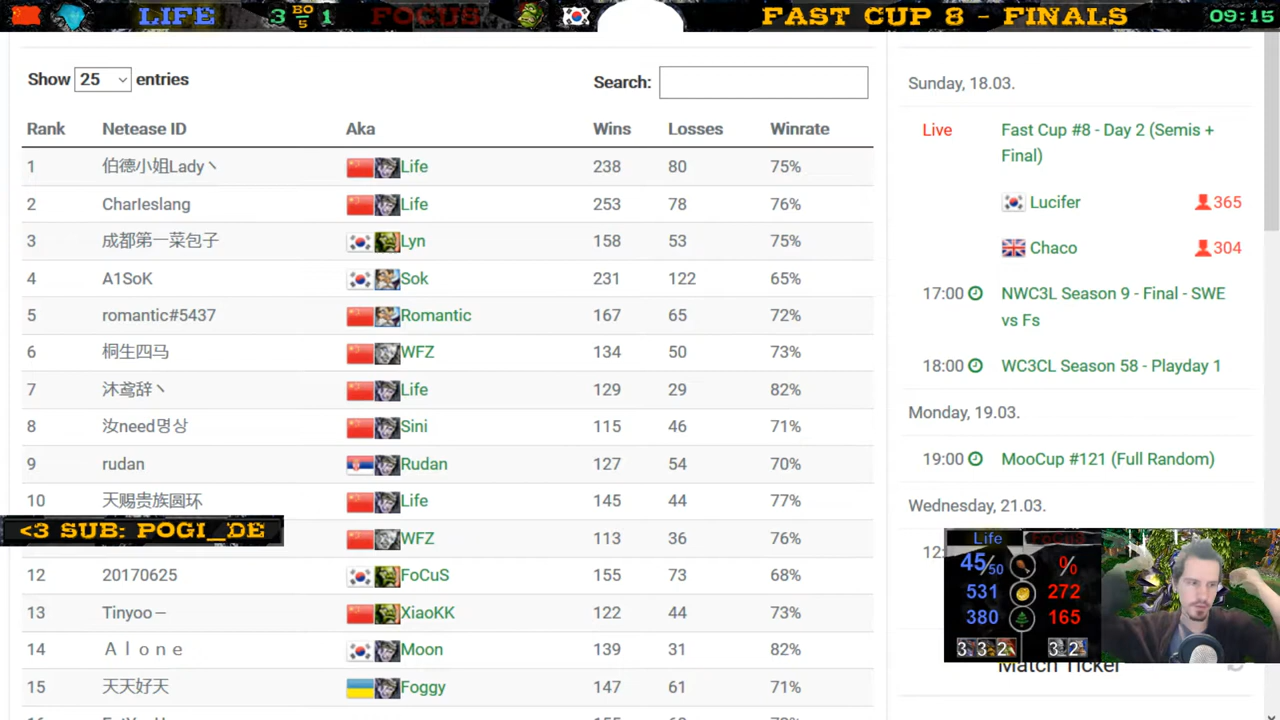 LIFE 3 BO 5 1 FOCUS FAST CUP 8 - FINALS 09:15
Show 25 entries
Search:
Rank Netease ID Aka Wins Losses Winrate
1 伯德小姐Lady丶 Life 238 80 75%
2 Charleslang Life 253 78 76%
3 成都第一菜包子 Lyn 158 53 75%
4 A1SoK Sok 231 122 65%
5 romantic#5437 Romantic 167 65 72%
6 桐生四马 WFZ 134 50 73%
7 沐鸢辞丶 Life 129 29 82%
8 汝need명상 Sini 115 46 71%
9 rudan Rudan 127 54 70%
10 天赐贵族圆环 Life 145 44 77%
<3 SUB: POGI_DE
WFZ 113 36 76%
12 20170625 FoCuS 155 73 68%
13 Tinyoo一 XiaoKK 122 44 73%
14 Ａｌｏｎｅ Moon 139 31 82%
15 天天好天 Foggy 147 61 71%
Sunday, 18.03.
Live Fast Cup #8 - Day 2 (Semis +
Final)
Lucifer 365
Chaco 304
17:00 NWC3L Season 9 - Final - SWE
vs Fs
18:00 WC3CL Season 58 - Playday 1
Monday, 19.03.
19:00 MooCup #121 (Full Random)
Wednesday, 21.03.
12:
Life FoCuS
45/50 %
531 272
380 165
3 3 2 3 2
Match Ticker